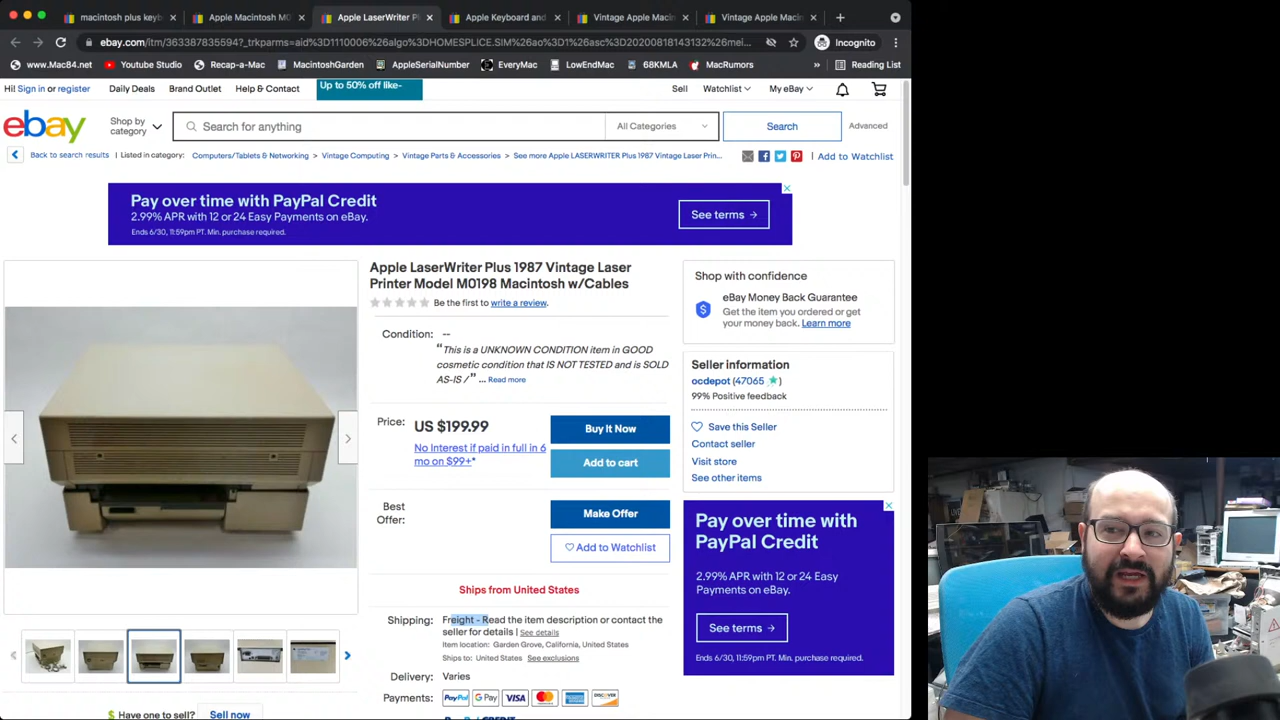 macintosh plus keyb
Apple Macintosh M0
Apple LaserWriter Pl
Apple Keyboard and
Vintage Apple Macin
Vintage Apple Macin
ebay.com/itm/363387835594?_trkparms=aid%3D1110006%26algo%3DHOMESPLICE.SIM%26ao%3D1%26asc%3D20200818143132%26mei...
Incognito
www.Mac84.net
Youtube Studio
Recap-a-Mac
MacintoshGarden
AppleSerialNumber
EveryMac
LowEndMac
68KMLA
MacRumors
»
Reading List
Hi! Sign in or register
Daily Deals
Brand Outlet
Help & Contact
Up to 50% off like-
Sell
Watchlist
My eBay
ebay
Shop by
category
Search for anything
All Categories
Search
Advanced
Back to search results
Listed in category:
Computers/Tablets & Networking
> Vintage Computing
> Vintage Parts & Accessories
> See more Apple LASERWRITER Plus 1987 Vintage Laser Prin...
| Add to Watchlist
Pay over time with PayPal Credit
2.99% APR with 12 or 24 Easy Payments on eBay.
Ends 6/30, 11:59pm PT. Min. purchase required.
See terms →
Apple LaserWriter Plus 1987 Vintage Laser
Printer Model M0198 Macintosh w/Cables
Be the first to write a review.
Condition: --
“This is a UNKNOWN CONDITION item in GOOD
cosmetic condition that IS NOT TESTED and is SOLD
AS-IS /” ... Read more
Price: US $199.99
No Interest if paid in full in 6
mo on $99+*
Buy It Now
Add to cart
Best
Offer:
Make Offer
Add to Watchlist
Ships from United States
Shipping: Freight - Read the item description or contact the
seller for details | See details
Item location: Garden Grove, California, United States
Ships to: United States See exclusions
Delivery: Varies
Payments: PayPal G Pay VISA
DISCOVER
PayPal CREDIT
$ Have one to sell? Sell now
Shop with confidence
eBay Money Back Guarantee
Get the item you ordered or get
your money back. Learn more
Seller information
ocdepot (47065 )
99% Positive feedback
Save this Seller
Contact seller
Visit store
See other items
Pay over time with
PayPal Credit
2.99% APR with 12 or 24 Easy
Payments on eBay.
See terms →
Ends 6/30, 11:59pm PT. Min. purchase required.